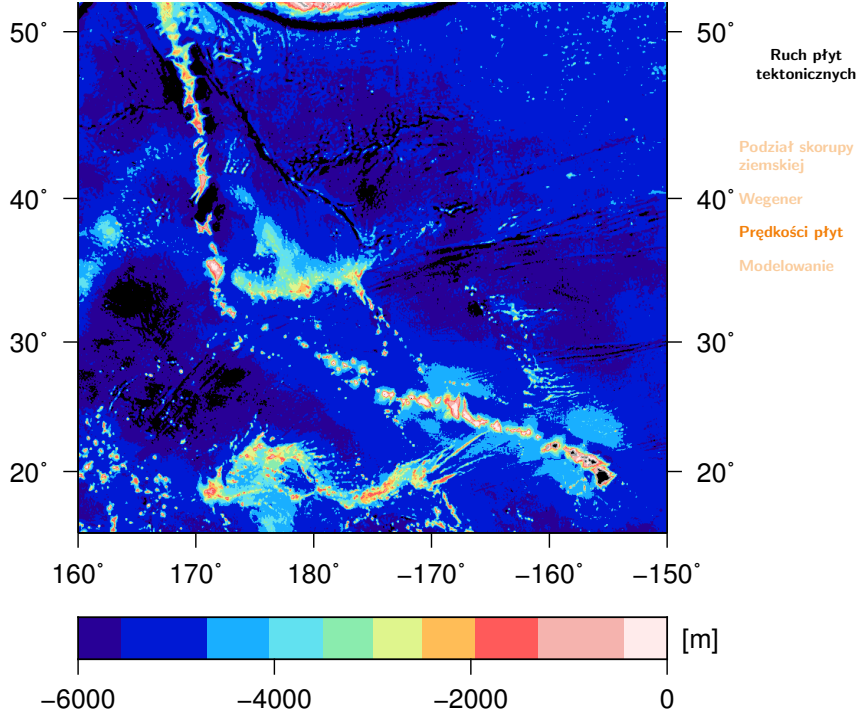 50°
40°
30°
20°
50°
40°
30°
20°
160°
170°
180°
−170°
−160°
−150°
[m]
−6000
−4000
−2000
0
Ruch płyt
tektonicznych
Podział skorupy
ziemskiej
Wegener
Prędkości płyt
Modelowanie